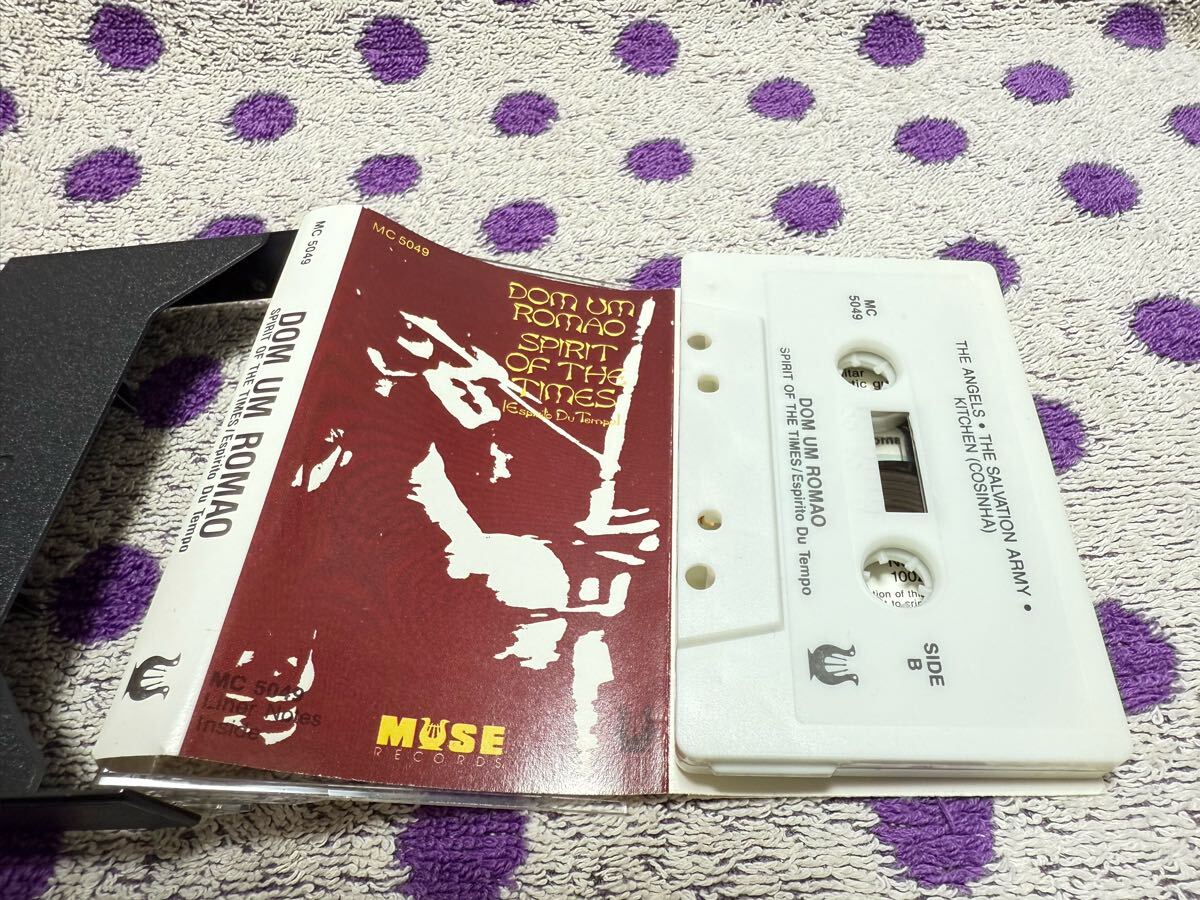 MC 5049
DOM UM ROMAO
SPIRIT OF THE TIMES / Espirito Du Tempo
MC 5049
DOM UM
ROMAO
SPIRIT
OF THE
TIMES
[Espirito Du Tempo]
MC 5049
Liner Notes
Inside
MUSE
RECORDS
MC
5049
DOM UM ROMAO
SPIRIT OF THE TIMES/Espirito Du Tempo
THE ANGELS • THE SALVATION ARMY •
KITCHEN (COSINHA)
SIDE
B